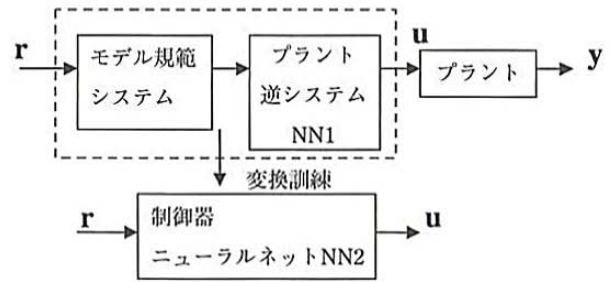 r
モデル規範
システム
プラント
逆システム
NN1
u
プラント
y
変換訓練
r
制御器
ニューラルネットNN2
u